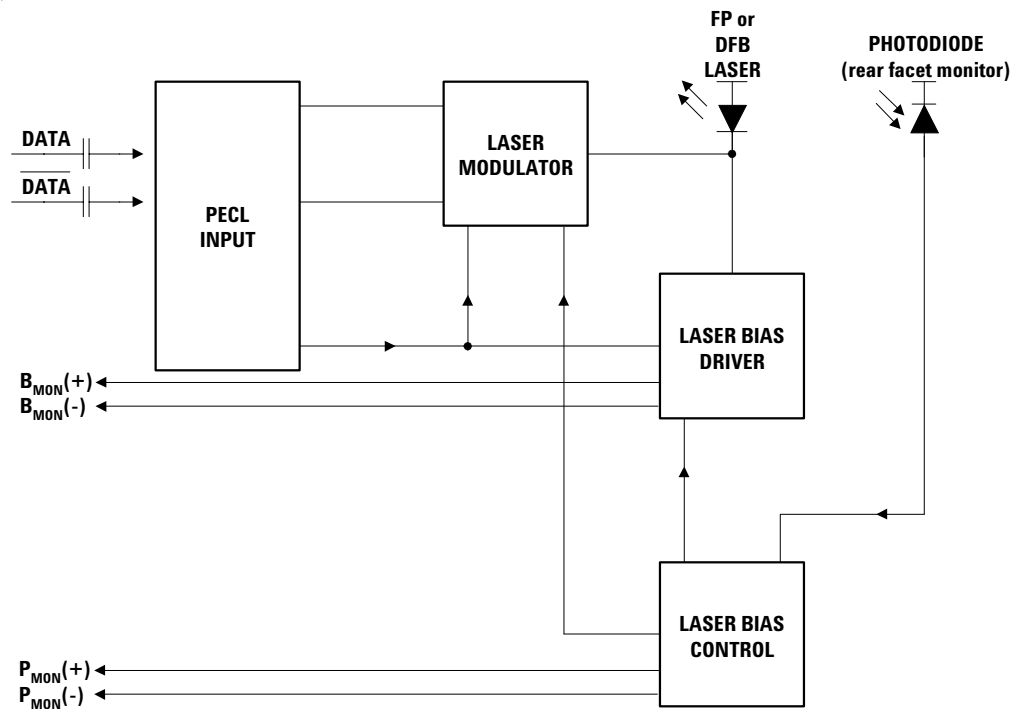 FP or
DFB
LASER
PHOTODIODE
(rear facet monitor)
DATA
DATA
PECL
INPUT
LASER
MODULATOR
LASER BIAS
DRIVER
BMON(+)
BMON(-)
LASER BIAS
CONTROL
PMON(+)
PMON(-)